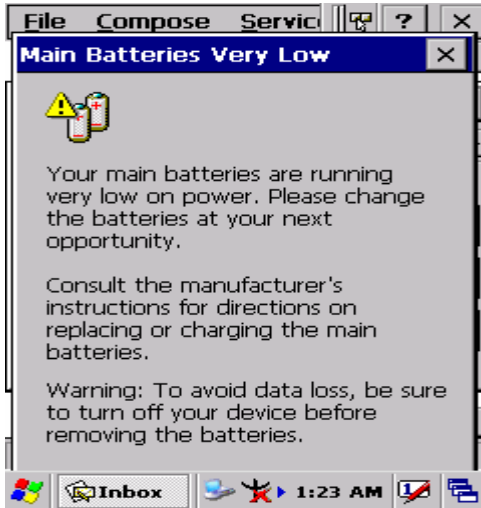 File Compose Servic ? ×
Main Batteries Very Low ×
Your main batteries are running
very low on power. Please change
the batteries at your next
opportunity.
Consult the manufacturer's
instructions for directions on
replacing or charging the main
batteries.
Warning: To avoid data loss, be sure
to turn off your device before
removing the batteries.
Inbox 1:23 AM